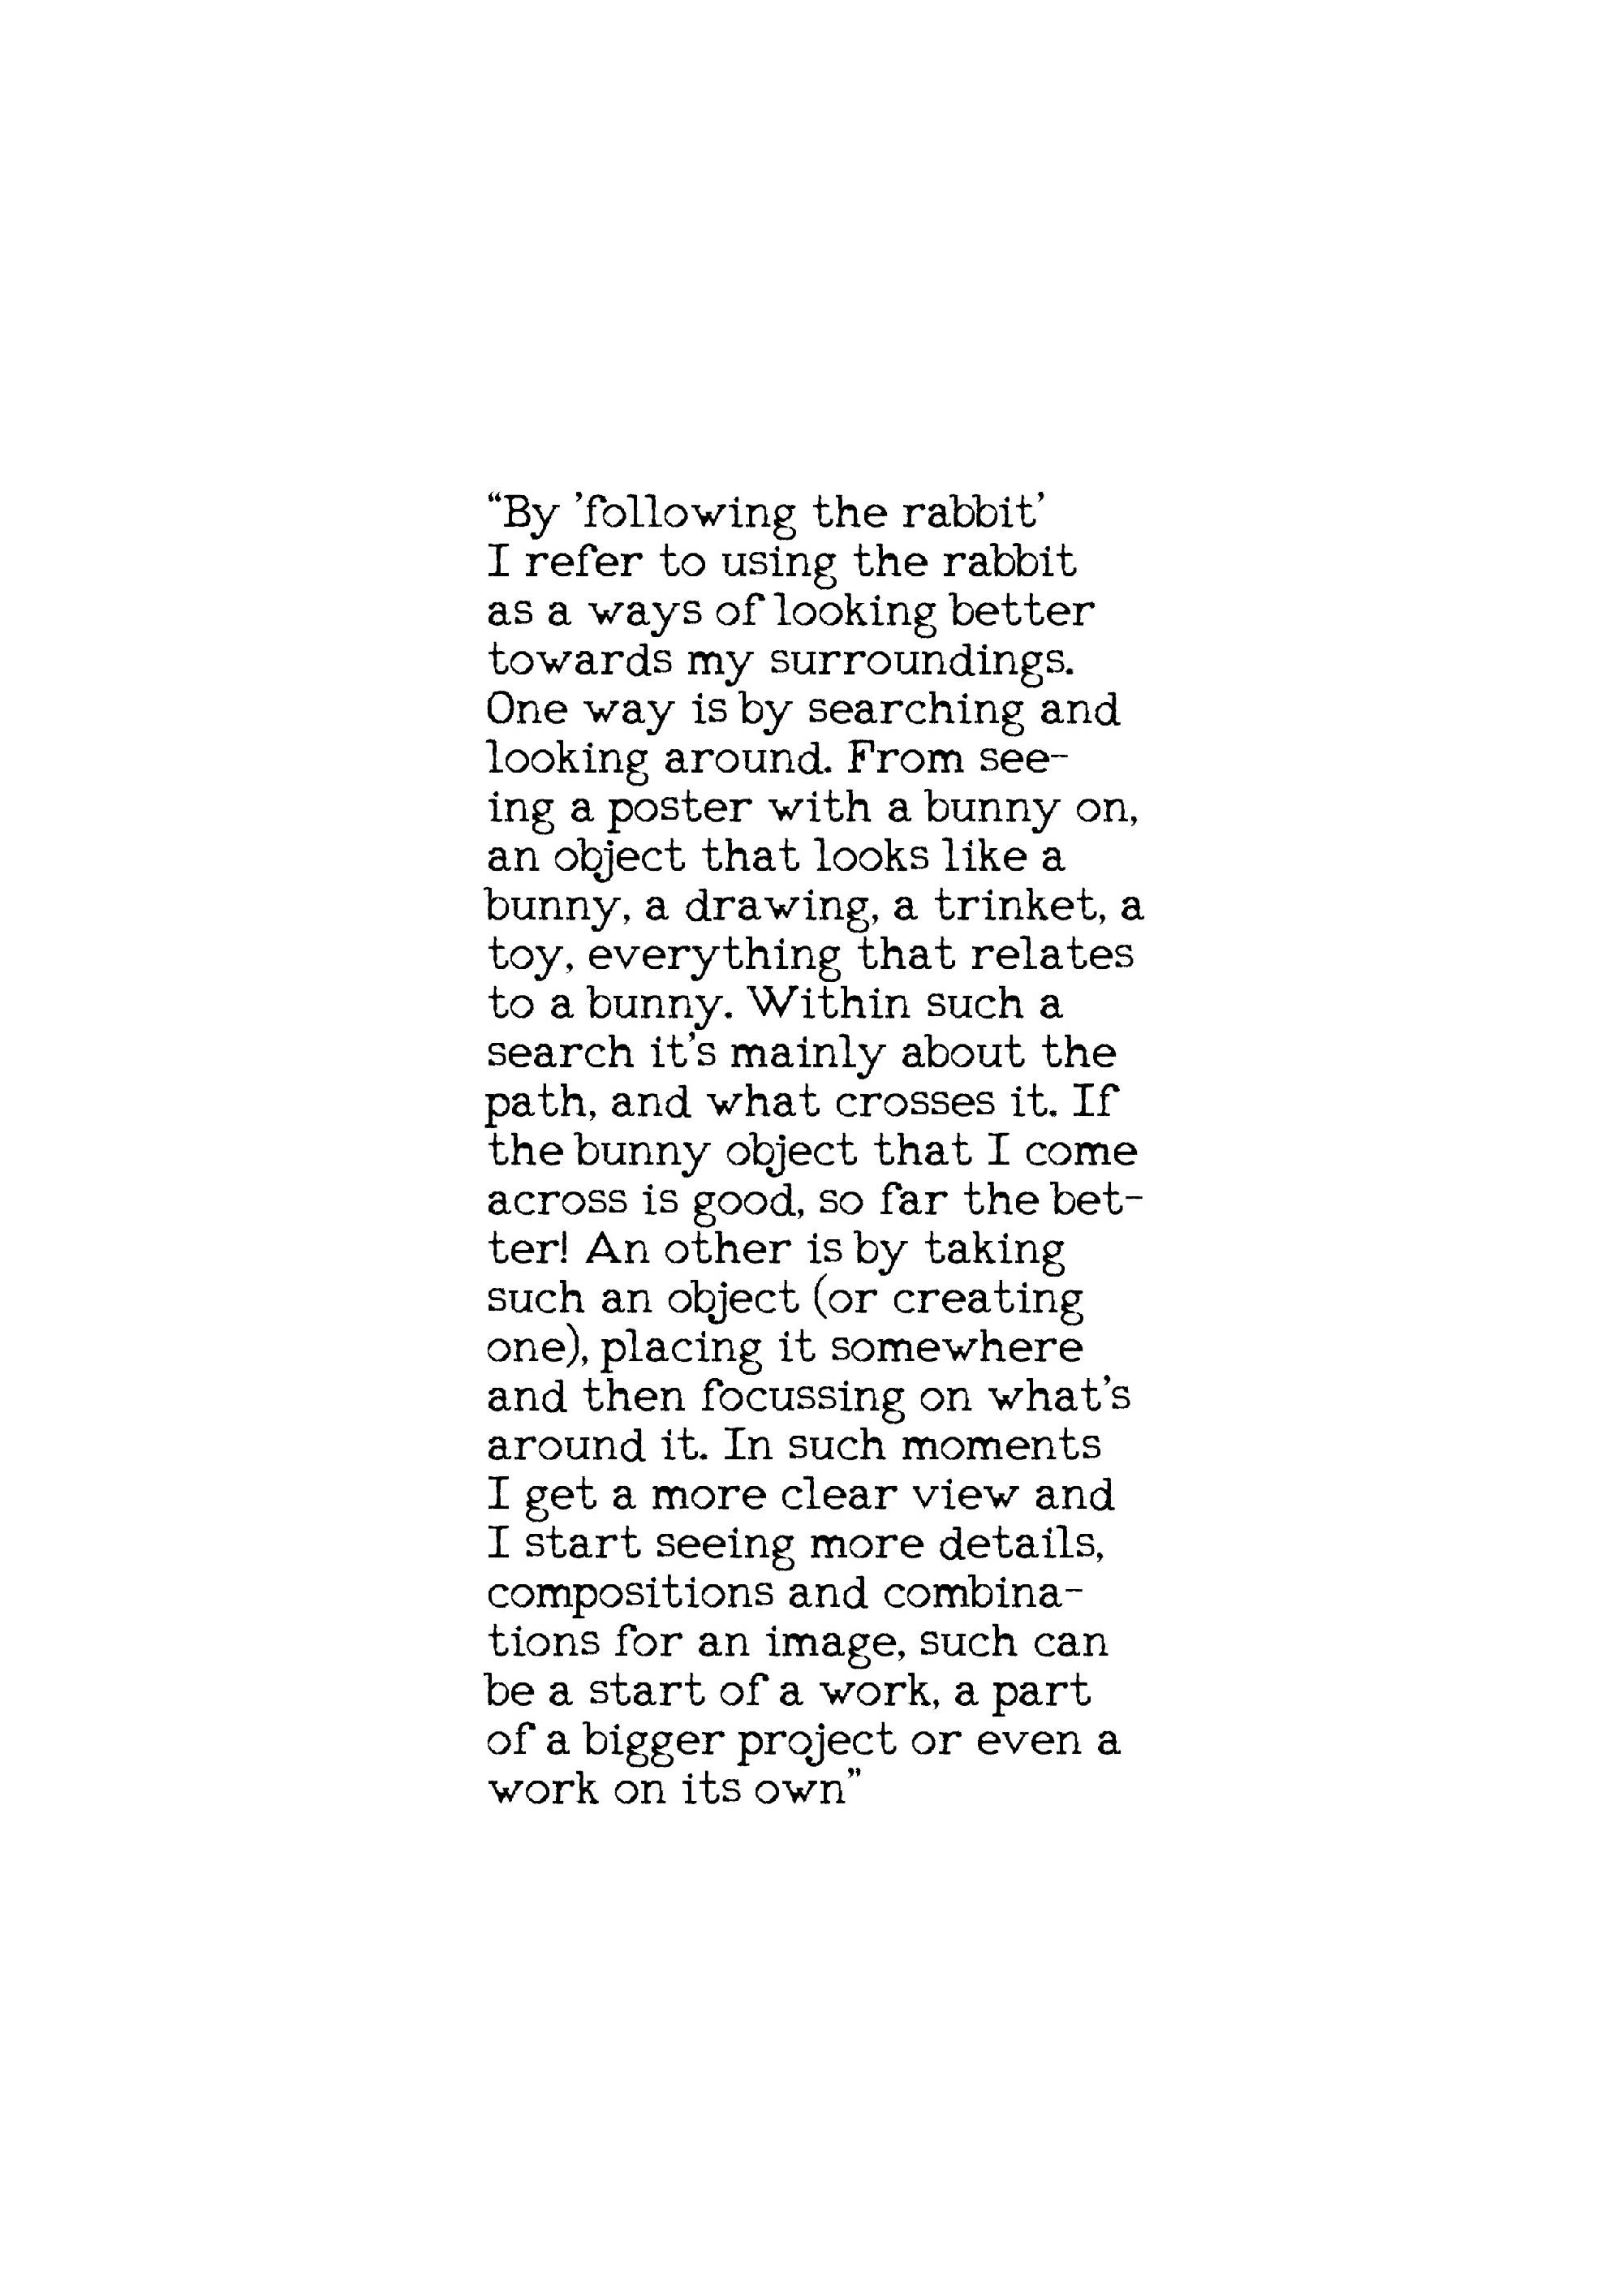 “By ’following the rabbit’
I refer to using the rabbit
as a ways of looking better
towards my surroundings.
One way is by searching and
looking around. From see-
ing a poster with a bunny on,
an object that looks like a
bunny, a drawing, a trinket, a
toy, everything that relates
to a bunny. Within such a
search it’s mainly about the
path, and what crosses it. If
the bunny object that I come
across is good, so far the bet-
ter! An other is by taking
such an object (or creating
one), placing it somewhere
and then focussing on what’s
around it. In such moments
I get a more clear view and
I start seeing more details,
compositions and combina-
tions for an image, such can
be a start of a work, a part
of a bigger project or even a
work on its own”